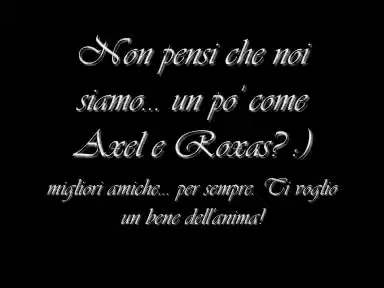 Non pensi che noi
siamo... un po' come
Axel e Roxas? :)
migliori amiche... per sempre. Ti voglio
un bene dell'anima!